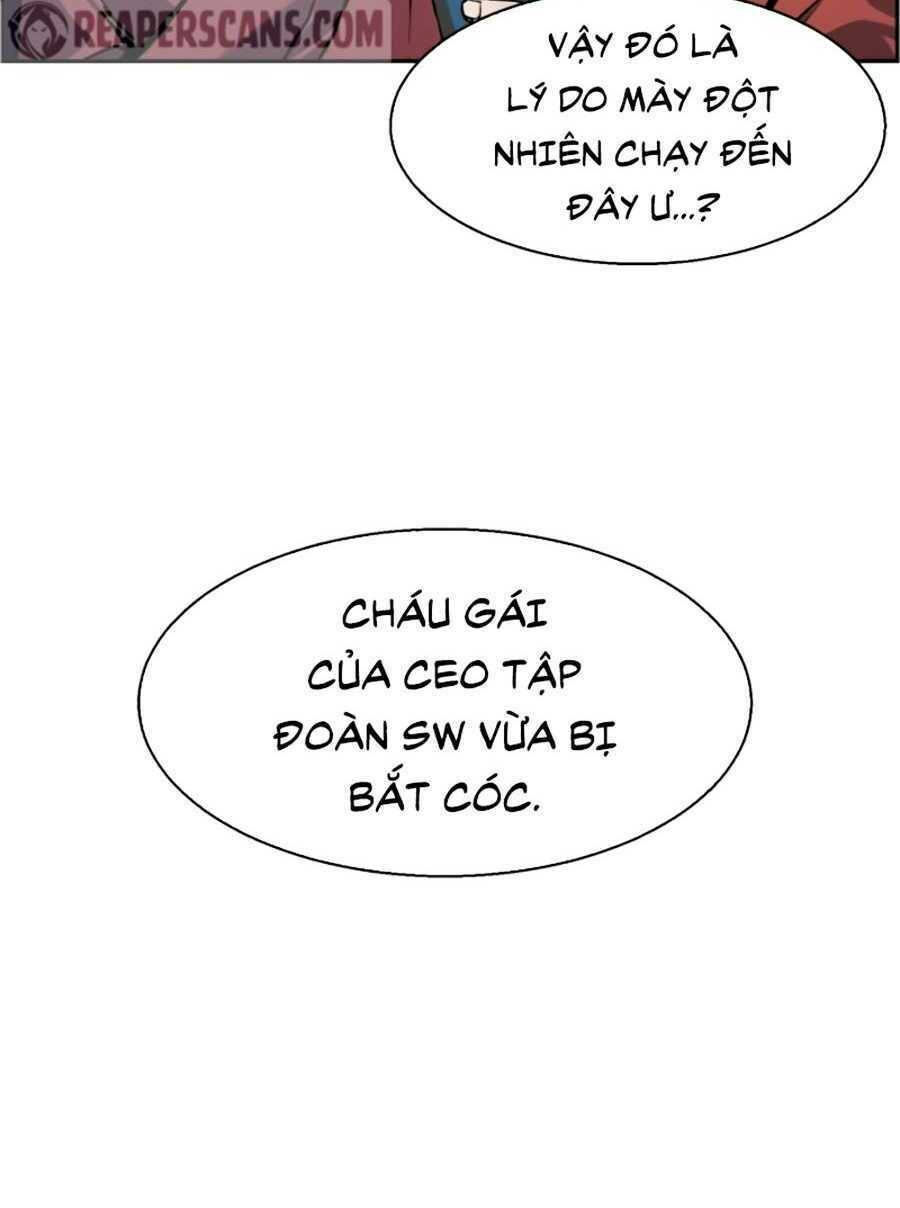 REAPERSCANS.COM
VẬY ĐÓ LÀ
LÝ DO MÀY ĐỘT
NHIÊN CHẠY ĐẾN
ĐÂY Ư...?
CHÁU GÁI
CỦA CEO TẬP
ĐOÀN SW VỪA BỊ
BẮT CÓC.